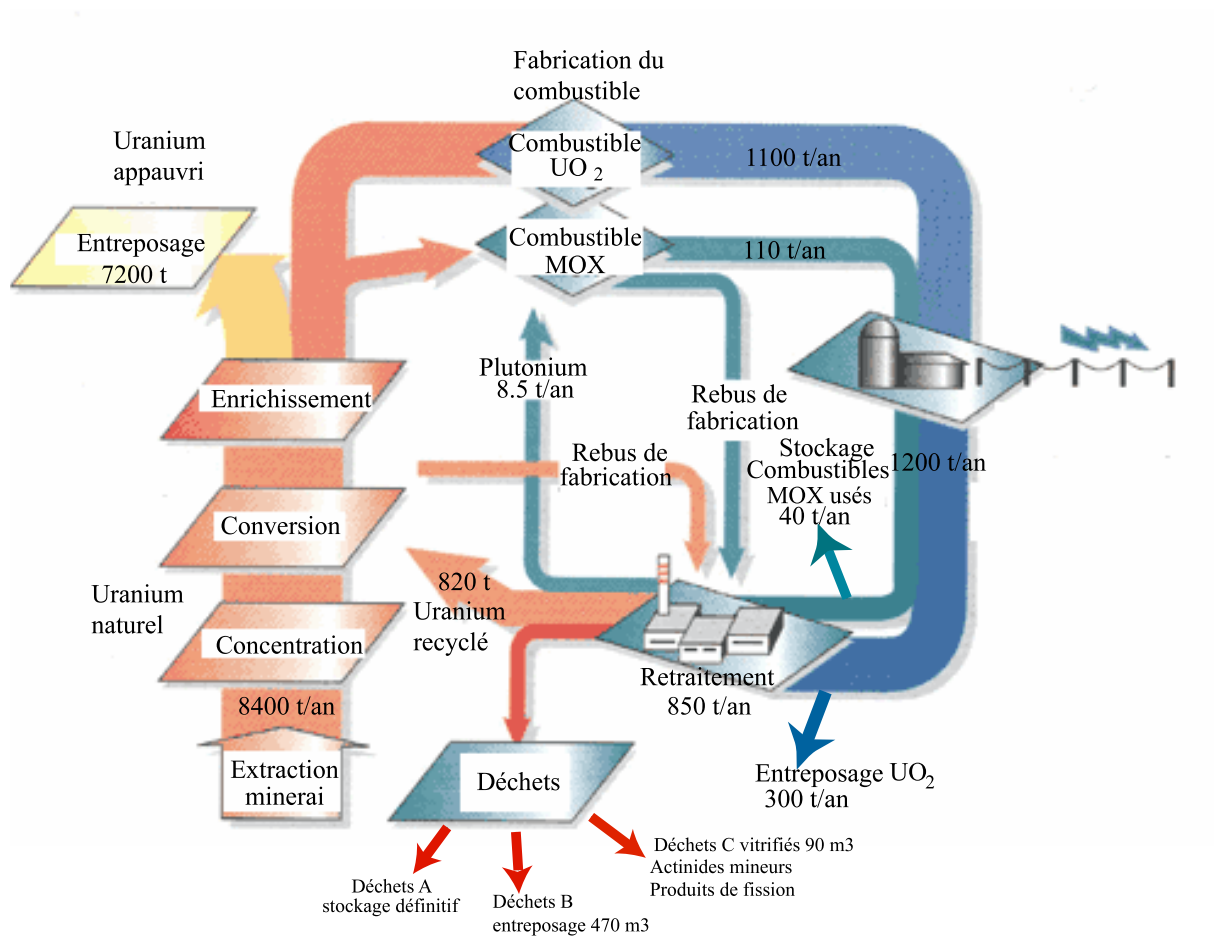 Fabrication du
combustible
Uranium
appauvri
Combustible
UO 2
1100 t/an
Entreposage
7200 t
Combustible
MOX
110 t/an
Plutonium
8.5 t/an
Enrichissement
Rebus de
fabrication
Rebus de
fabrication
Stockage
Combustibles
MOX usés
40 t/an
1200 t/an
Conversion
820 t
Uranium
recyclé
Uranium
naturel
Concentration
Retraitement
850 t/an
8400 t/an
Extraction
minerai
Déchets
Entreposage UO2
300 t/an
Déchets C vitrifiés 90 m3
Actinides mineurs
Produits de fission
Déchets A
stockage définitif
Déchets B
entreposage 470 m3